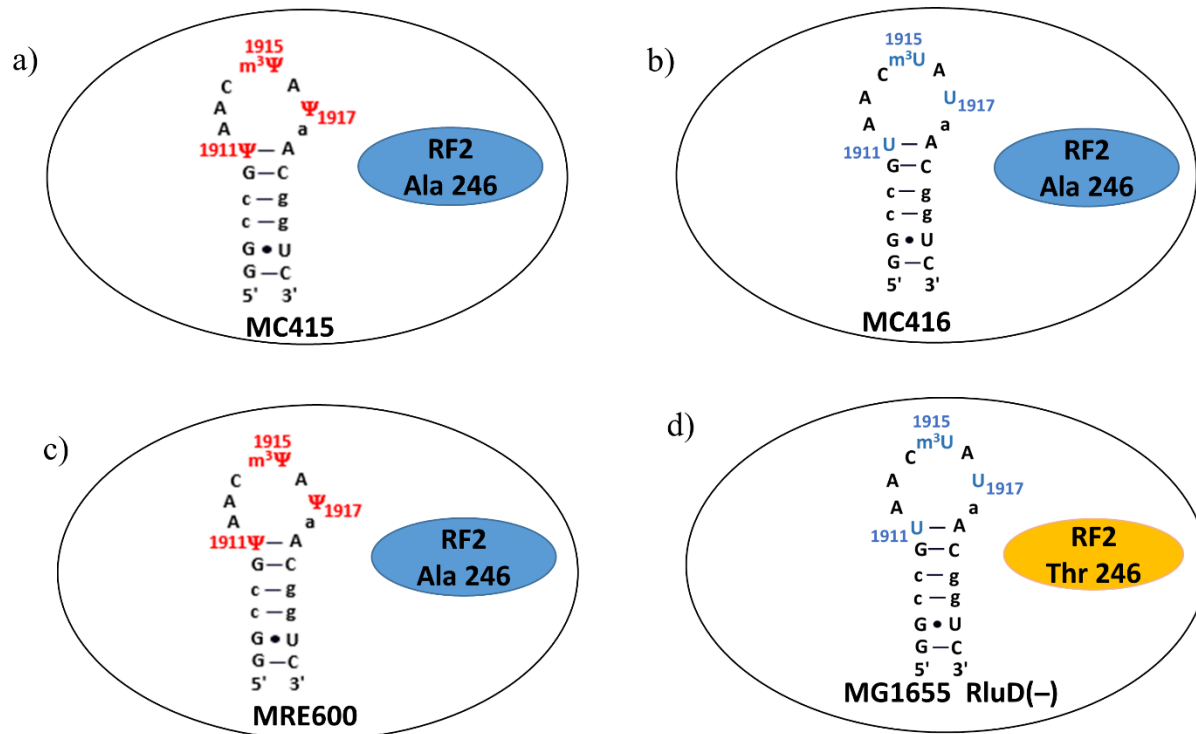 a)
1915
m³Ψ
C A
A Ψ1917
A a
1911Ψ—A
G—C
c—g
c—g
G•U
G—C
5' 3'
RF2
Ala 246
MC415
b)
1915
m³U
C A
A U1917
A a
1911U—A
G—C
c—g
c—g
G•U
G—C
5' 3'
RF2
Ala 246
MC416
c)
1915
m³Ψ
C A
A Ψ1917
A a
1911Ψ—A
G—C
c—g
c—g
G•U
G—C
5' 3'
RF2
Ala 246
MRE600
d)
1915
m³U
C A
A U1917
A a
1911U—A
G—C
c—g
c—g
G•U
G—C
5' 3'
RF2
Thr 246
MG1655 RluD(–)